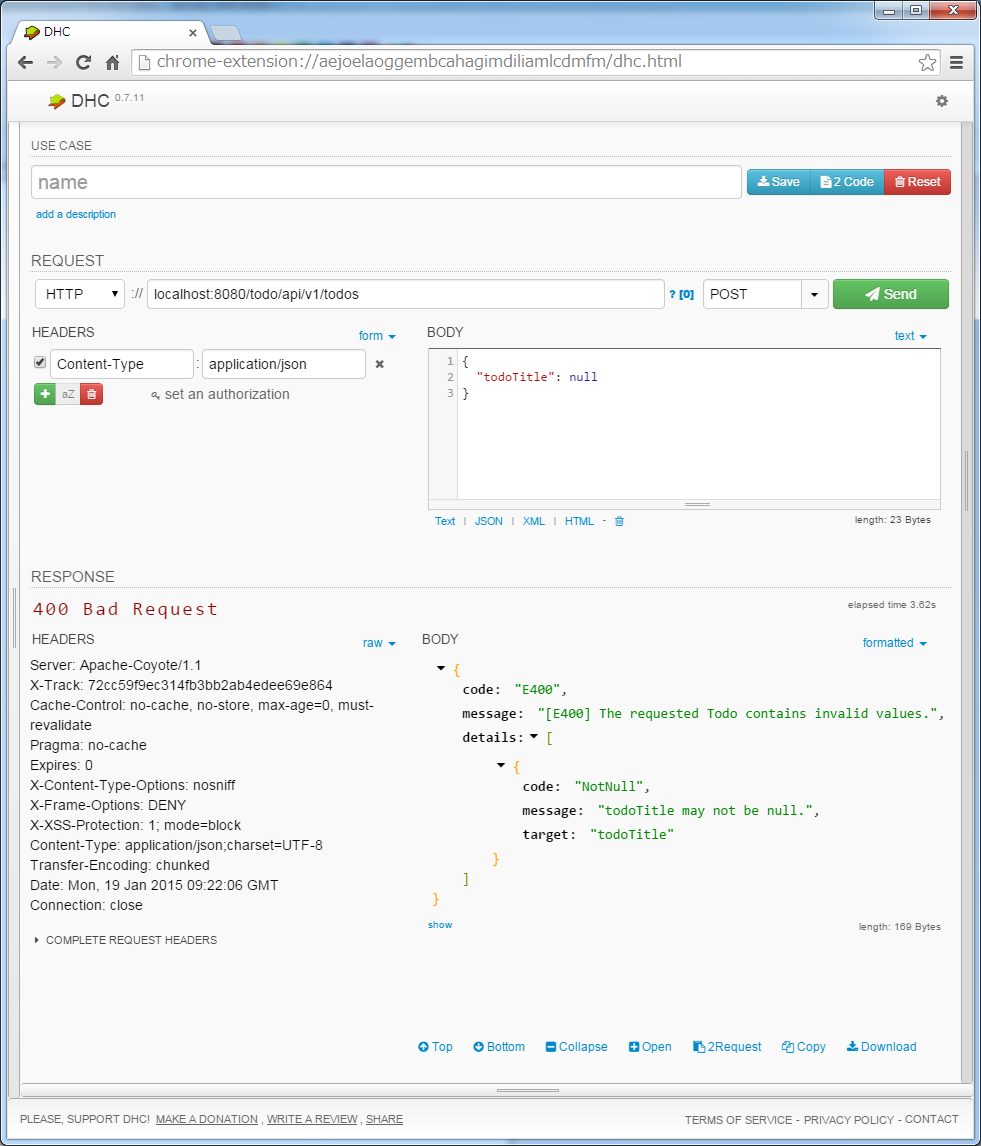 DHC
chrome-extension://aejoelaoggembcahagimdiliamlcdmfm/dhc.html
DHC 0.7.11
USE CASE
name
Save 2 Code Reset
add a description
REQUEST
HTTP :// localhost:8080/todo/api/v1/todos ? [0] POST Send
HEADERS form
Content-Type : application/json
aZ set an authorization
BODY text
1 {
2 "todoTitle": null
3 }
Text | JSON | XML | HTML - length: 23 Bytes
RESPONSE
400 Bad Request elapsed time 3.62s
HEADERS raw
Server: Apache-Coyote/1.1
X-Track: 72cc59f9ec314fb3bb2ab4edee69e864
Cache-Control: no-cache, no-store, max-age=0, must-
revalidate
Pragma: no-cache
Expires: 0
X-Content-Type-Options: nosniff
X-Frame-Options: DENY
X-XSS-Protection: 1; mode=block
Content-Type: application/json;charset=UTF-8
Transfer-Encoding: chunked
Date: Mon, 19 Jan 2015 09:22:06 GMT
Connection: close
COMPLETE REQUEST HEADERS
BODY formatted
{
code: "E400",
message: "[E400] The requested Todo contains invalid values.",
details: [
{
code: "NotNull",
message: "todoTitle may not be null.",
target: "todoTitle"
}
]
}
show length: 169 Bytes
Top Bottom Collapse Open 2Request Copy Download
PLEASE, SUPPORT DHC! MAKE A DONATION , WRITE A REVIEW , SHARE TERMS OF SERVICE - PRIVACY POLICY - CONTACT